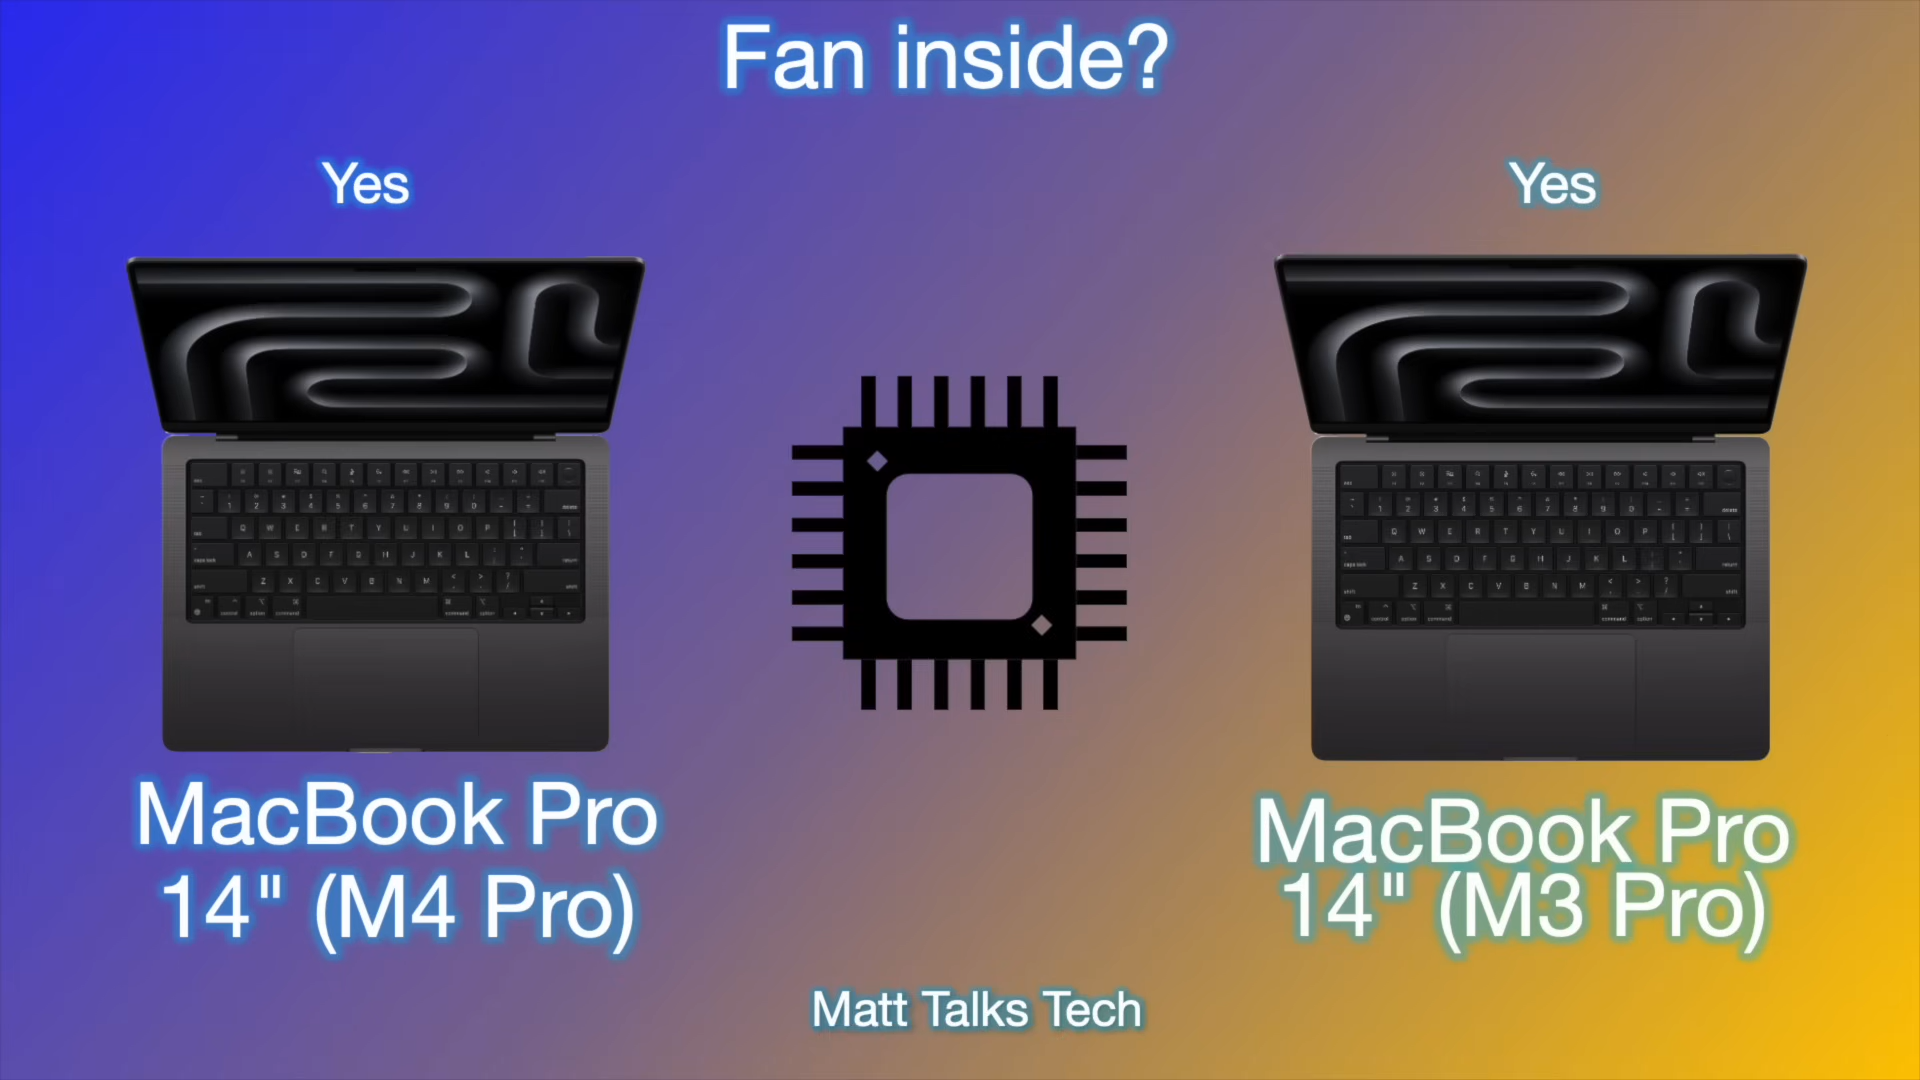 Fan inside?
Yes
Yes
MacBook Pro
14" (M4 Pro)
MacBook Pro
14" (M3 Pro)
Matt Talks Tech